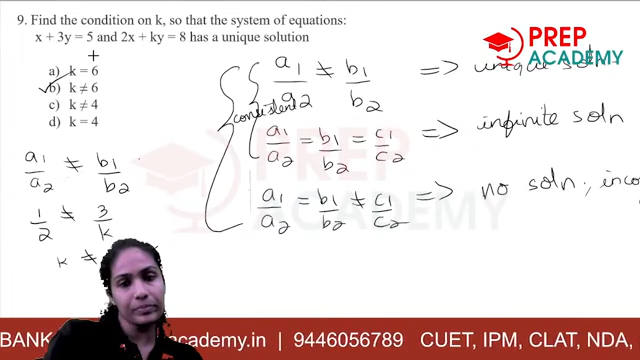 9. Find the condition on k, so that the system of equations:
x + 3y = 5 and 2x + ky = 8 has a unique solution
a) k = 6
b) k ≠ 6
c) k ≠ 4
d) k = 4
a1/a2 ≠ b1/b2
1/2 ≠ 3/k
k ≠
consistent
a1/a2 ≠ b1/b2 => unique soln
a1/a2 = b1/b2 = c1/c2 => infinite soln
a1/a2 = b1/b2 ≠ c1/c2 => no soln;
PREP
ACADEMY
PREP
ACADEMY
BANK academy.in | 9446056789 CUET, IPM, CLAT, NDA,